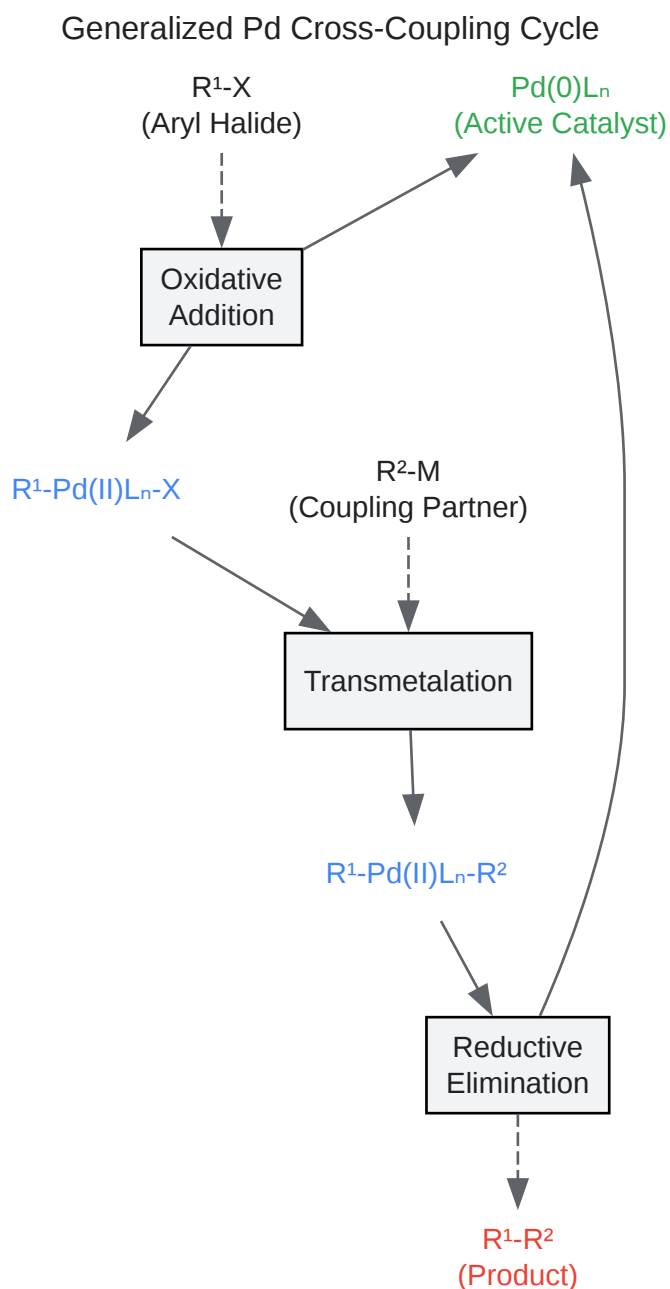 Generalized Pd Cross-Coupling Cycle
R¹-X
(Aryl Halide)
Pd(0)Lₙ
(Active Catalyst)
Oxidative
Addition
R¹-Pd(II)Lₙ-X
R²-M
(Coupling Partner)
Transmetalation
R¹-Pd(II)Lₙ-R²
Reductive
Elimination
R¹-R²
(Product)